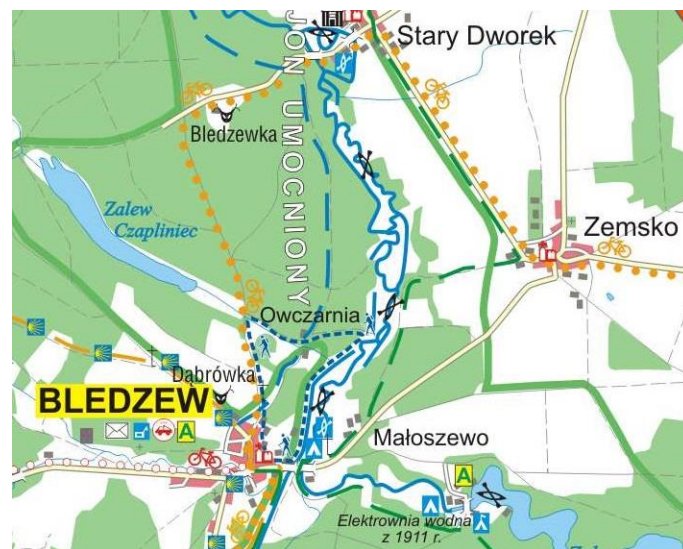 Stary Dworek
JON UMOCNIONY
Bledzewka
Zalew
Czapliniec
Zemsko
Owczarnia
Dąbrówka
BLEDZEW
A
Małoszewo
A
Elektrownia wodna
z 1911 r.